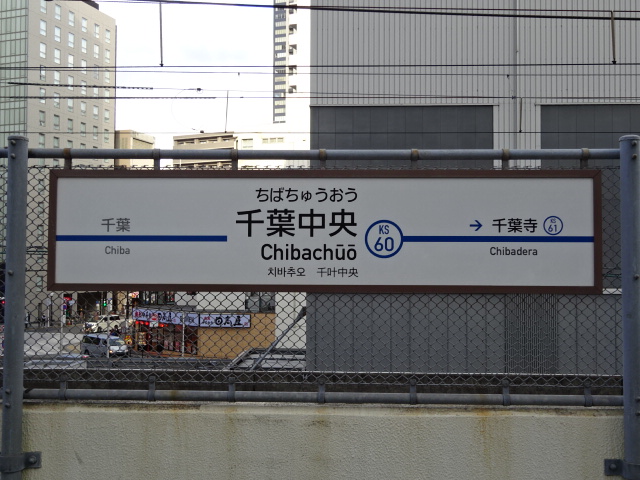 ちばちゅうおう
千葉
Chiba
千葉中央
Chibachūō
치바추오 千叶中央
KS
60
→ 千葉寺
KS
61
Chibadera